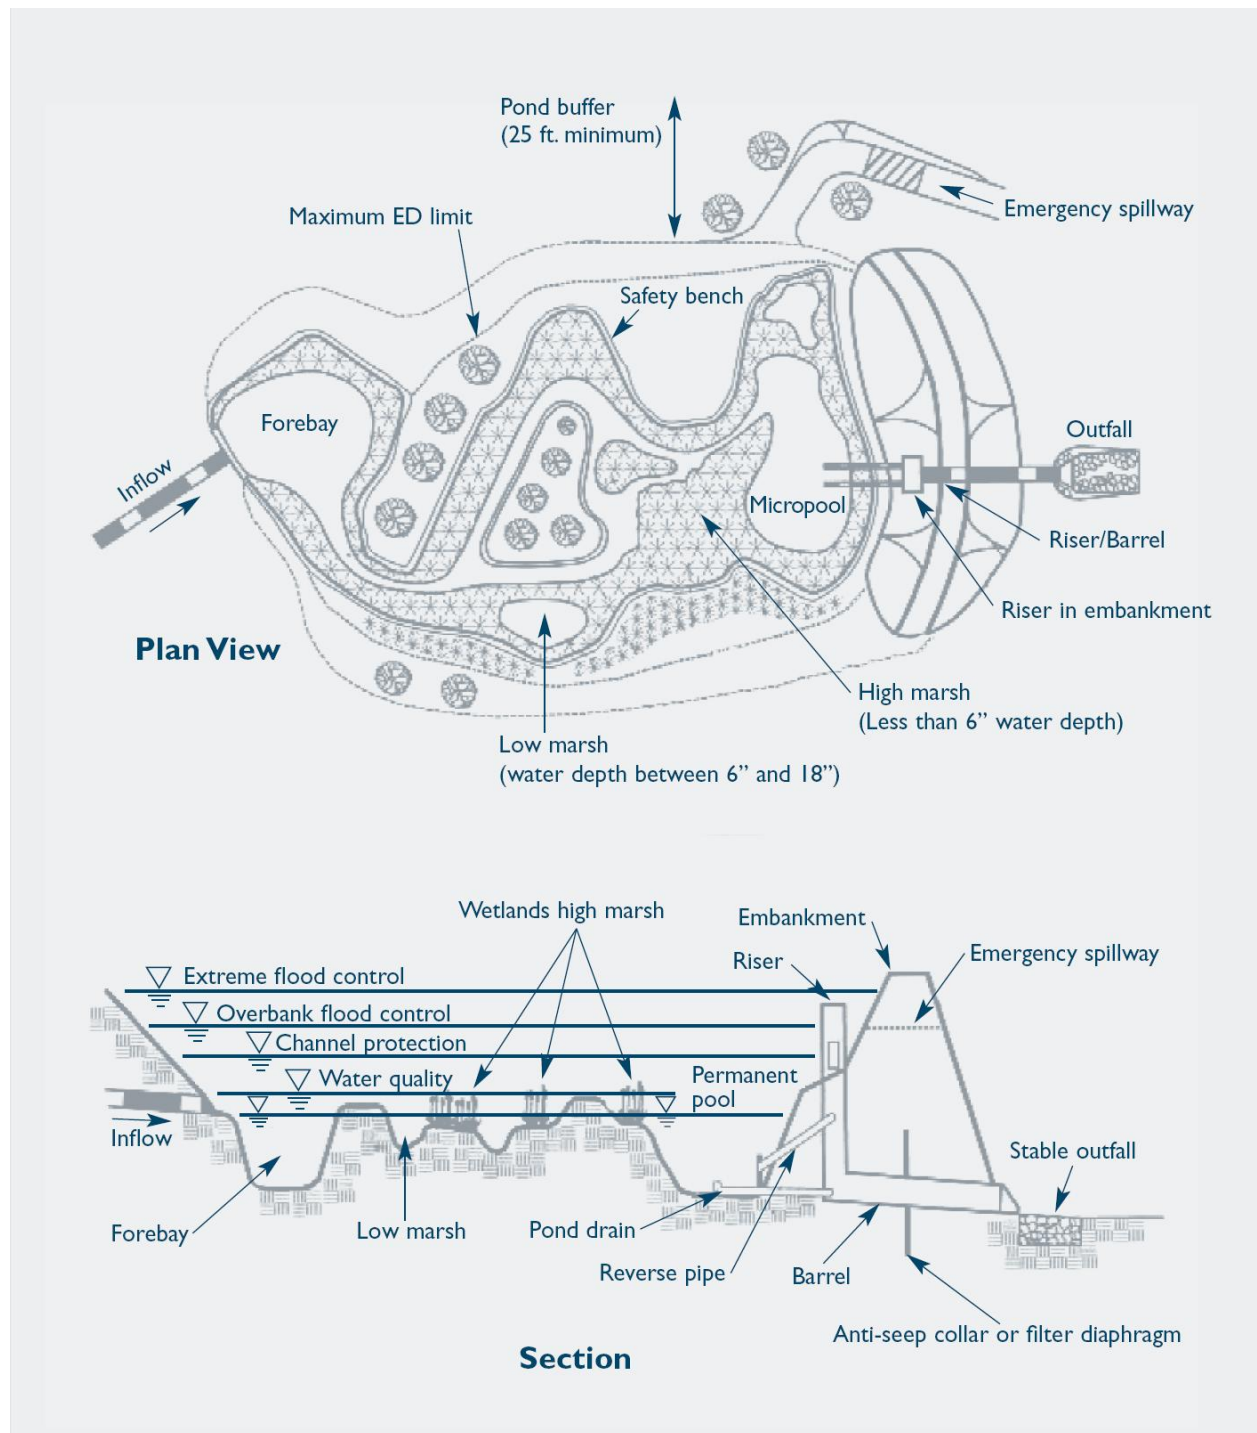 Pond buffer
(25 ft. minimum)
Maximum ED limit
Emergency spillway
Safety bench
Forebay
Outfall
Inflow
Micropool
Riser/Barrel
Riser in embankment
Plan View
High marsh
(Less than 6” water depth)
Low marsh
(water depth between 6” and 18”)
Wetlands high marsh
Embankment
Emergency spillway
Riser
Extreme flood control
Overbank flood control
Channel protection
Water quality
Permanent
pool
Inflow
Stable outfall
Forebay
Low marsh
Pond drain
Reverse pipe
Barrel
Anti-seep collar or filter diaphragm
Section